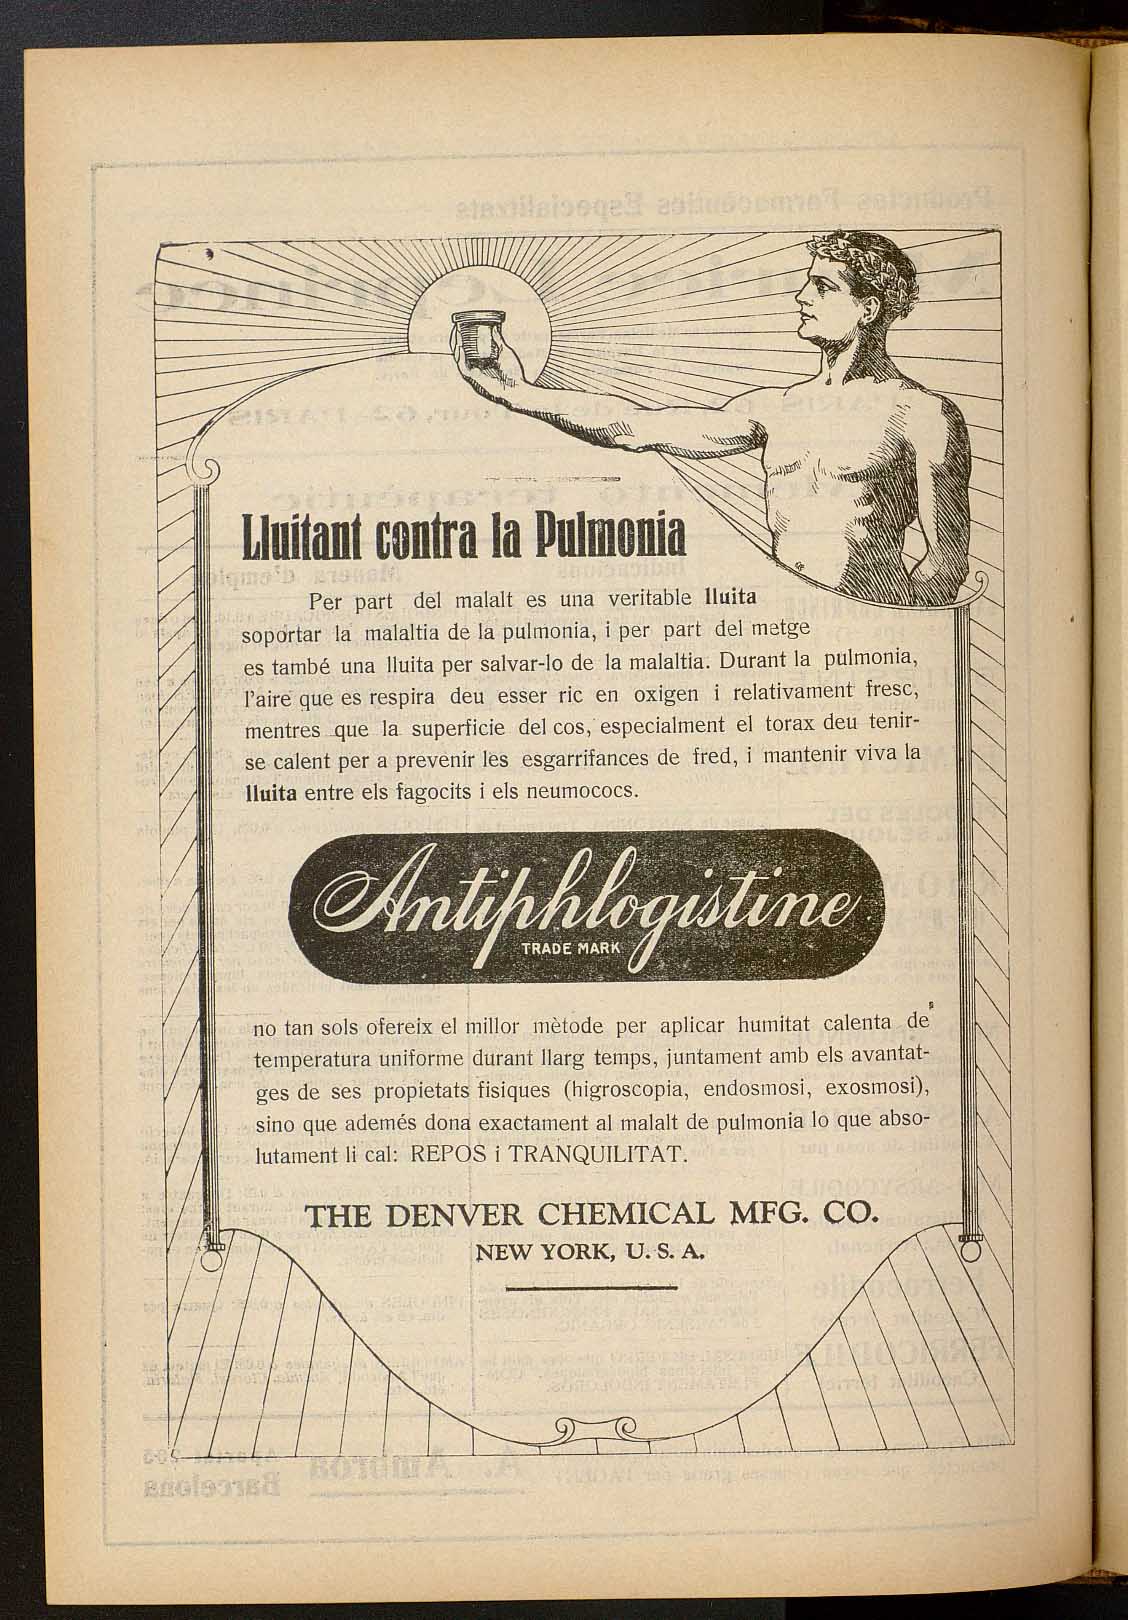 Lluitant contra la Pulmonia
Per part del malalt es una veritable lluita
soportar la malaltia de la pulmonia, i per part del metge
es també una lluita per salvar-lo de la malaltia. Durant la pulmonia,
l'aire que es respira deu esser ric en oxigen i relativament fresc,
mentres que la superficie del cos, especialment el torax deu tenir-
se calent per a prevenir les esgarrifances de fred, i mantenir viva la
lluita entre els fagocits i els neumococs.
Antiphlogistine
TRADE MARK
no tan sols ofereix el millor mètode per aplicar humitat calenta de
temperatura uniforme durant llarg temps, juntament amb els avantat-
ges de ses propietats fisiques (higroscopia, endosmosi, exosmosi),
sino que ademés dona exactament al malalt de pulmonia lo que abso-
lutament li cal: REPOS i TRANQUILITAT.
THE DENVER CHEMICAL MFG. CO.
NEW YORK, U. S. A.